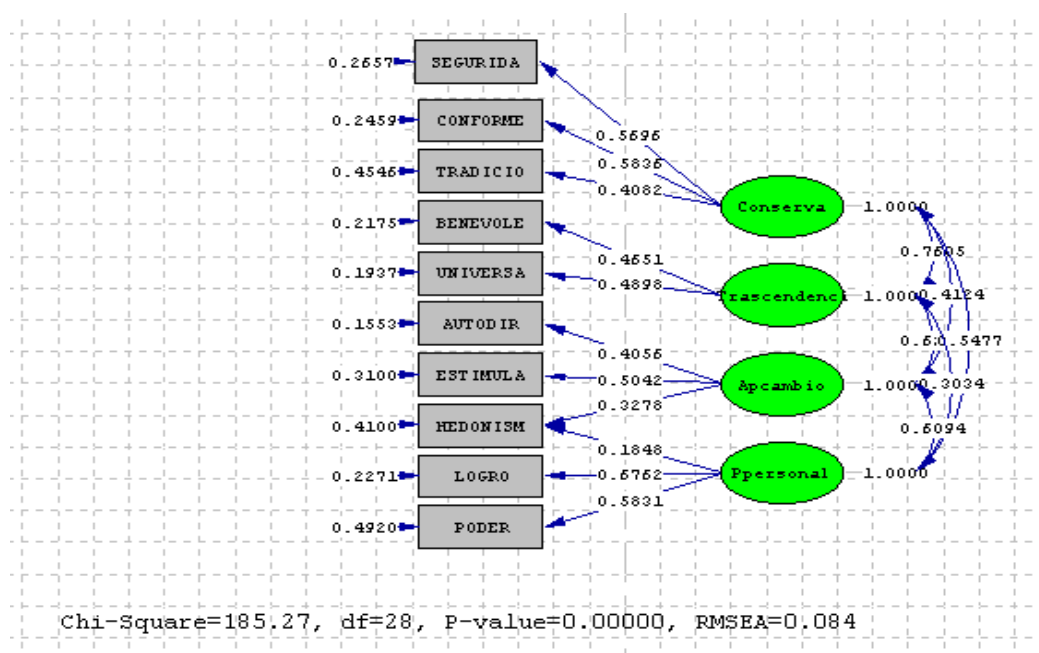 0.2657 SEGURIDA
0.2459 CONFORME
0.5696
0.5836
0.4546 TRADICIO
0.4082
Conserva 1.0000
0.2175 BENEVOLE
0.7605
0.4651
0.1937 UNIVERSA
0.4898
Trascendenci 1.0000 0.4124
0.1553 AUTODIR
0.5477
0.4056
0.3100 ESTIMULA
0.5042
Apcambio 1.0000 0.3034
0.3278
0.4100 HEDONISM
0.6094
0.1848
0.2271 LOGRO
0.6762
Ppersonal 1.0000
0.5831
0.4920 PODER
Chi-Square=185.27, df=28, P-value=0.00000, RMSEA=0.084